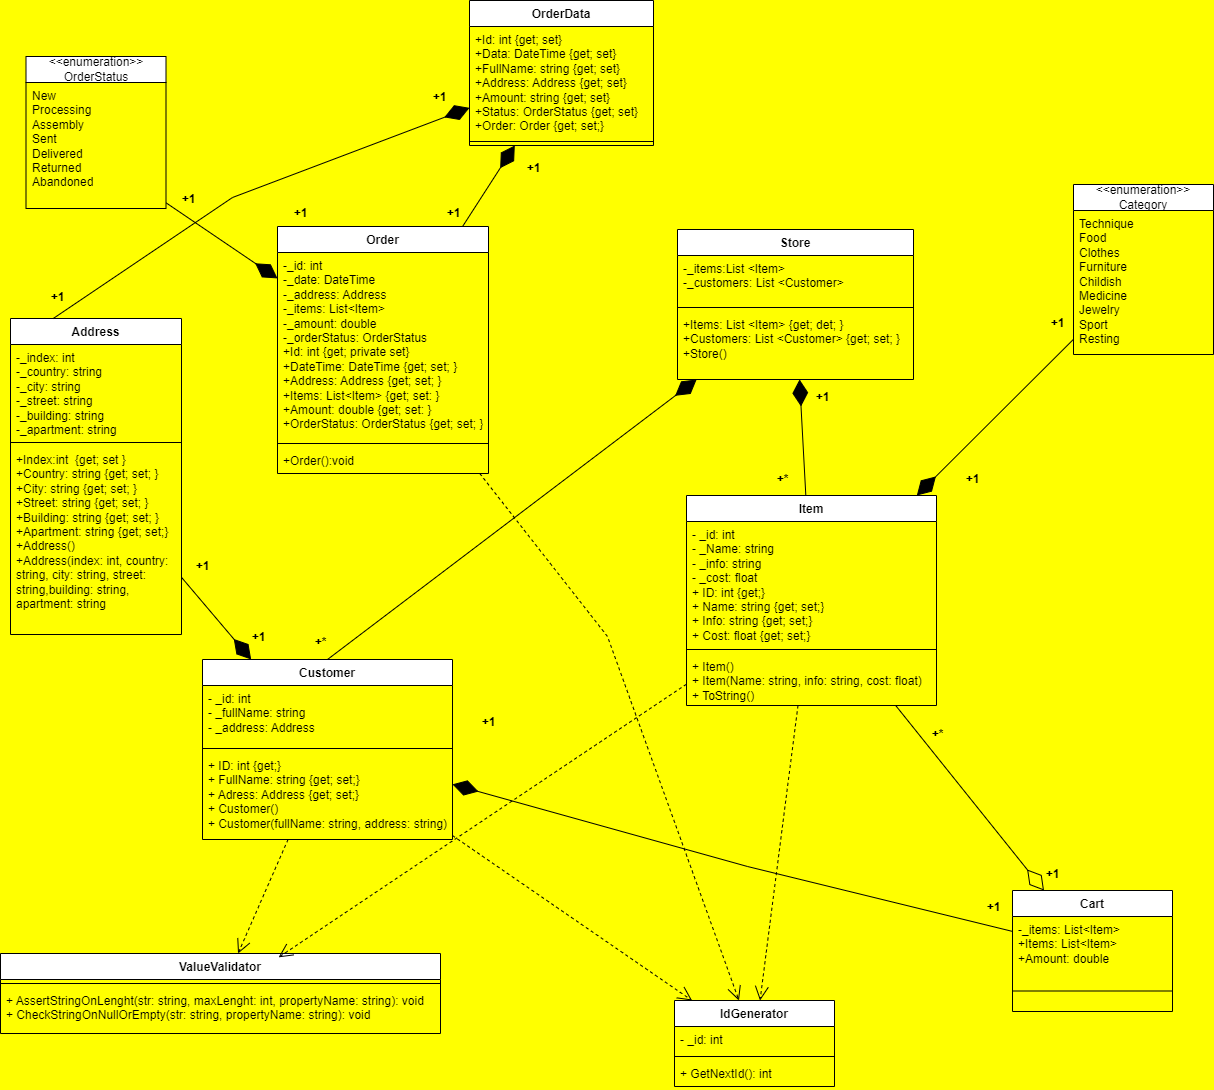 OrderData
+Id: int {get; set}
+Data: DateTime {get; set}
+FullName: string {get; set}
+Address: Address {get; set}
+Amount: string {get; set}
+Status: OrderStatus {get; set}
+Order: Order {get; set;}
<<enumeration>>
OrderStatus
New
Processing
Assembly
Sent
Delivered
Returned
Abandoned
+1
+1
+1
+1
+1
+1
<<enumeration>>
Category
Technique
Food
Clothes
Furniture
Childish
Medicine
Jewelry
Sport
Resting
Order
-_id: int
-_date: DateTime
-_address: Address
-_items: List<Item>
-_amount: double
-_orderStatus: OrderStatus
+Id: int {get; private set}
+DateTime: DateTime {get; set; }
+Address: Address {get; set; }
+Items: List<Item> {get; set: }
+Amount: double {get; set: }
+OrderStatus: OrderStatus {get; set; }
+Order():void
Store
-_items:List <Item>
-_customers: List <Customer>
+Items: List <Item> {get; det; }
+Customers: List <Customer> {get; set; }
+Store()
+1
+1
+*
+1
Address
-_index: int
-_country: string
-_city: string
-_street: string
-_building: string
-_apartment: string
+Index:int  {get; set }
+Country: string {get; set; }
+City: string {get; set; }
+Street: string {get; set; }
+Building: string {get; set; }
+Apartment: string {get; set;}
+Address()
+Address(index: int, country:
string, city: string, street:
string,building: string,
apartment: string
+1
+1
+*
Item
- _id: int
- _Name: string
- _info: string
- _cost: float
+ ID: int {get;}
+ Name: string {get; set;}
+ Info: string {get; set;}
+ Cost: float {get; set;}
+ Item()
+ Item(Name: string, info: string, cost: float)
+ ToString()
Customer
- _id: int
- _fullName: string
- _address: Address
+ ID: int {get;}
+ FullName: string {get; set;}
+ Adress: Address {get; set;}
+ Customer()
+ Customer(fullName: string, address: string)
+1
+*
+1
+1
Cart
-_items: List<Item>
+Items: List<Item>
+Amount: double
ValueValidator
+ AssertStringOnLenght(str: string, maxLenght: int, propertyName: string): void
+ CheckStringOnNullOrEmpty(str: string, propertyName: string): void
IdGenerator
- _id: int
+ GetNextId(): int